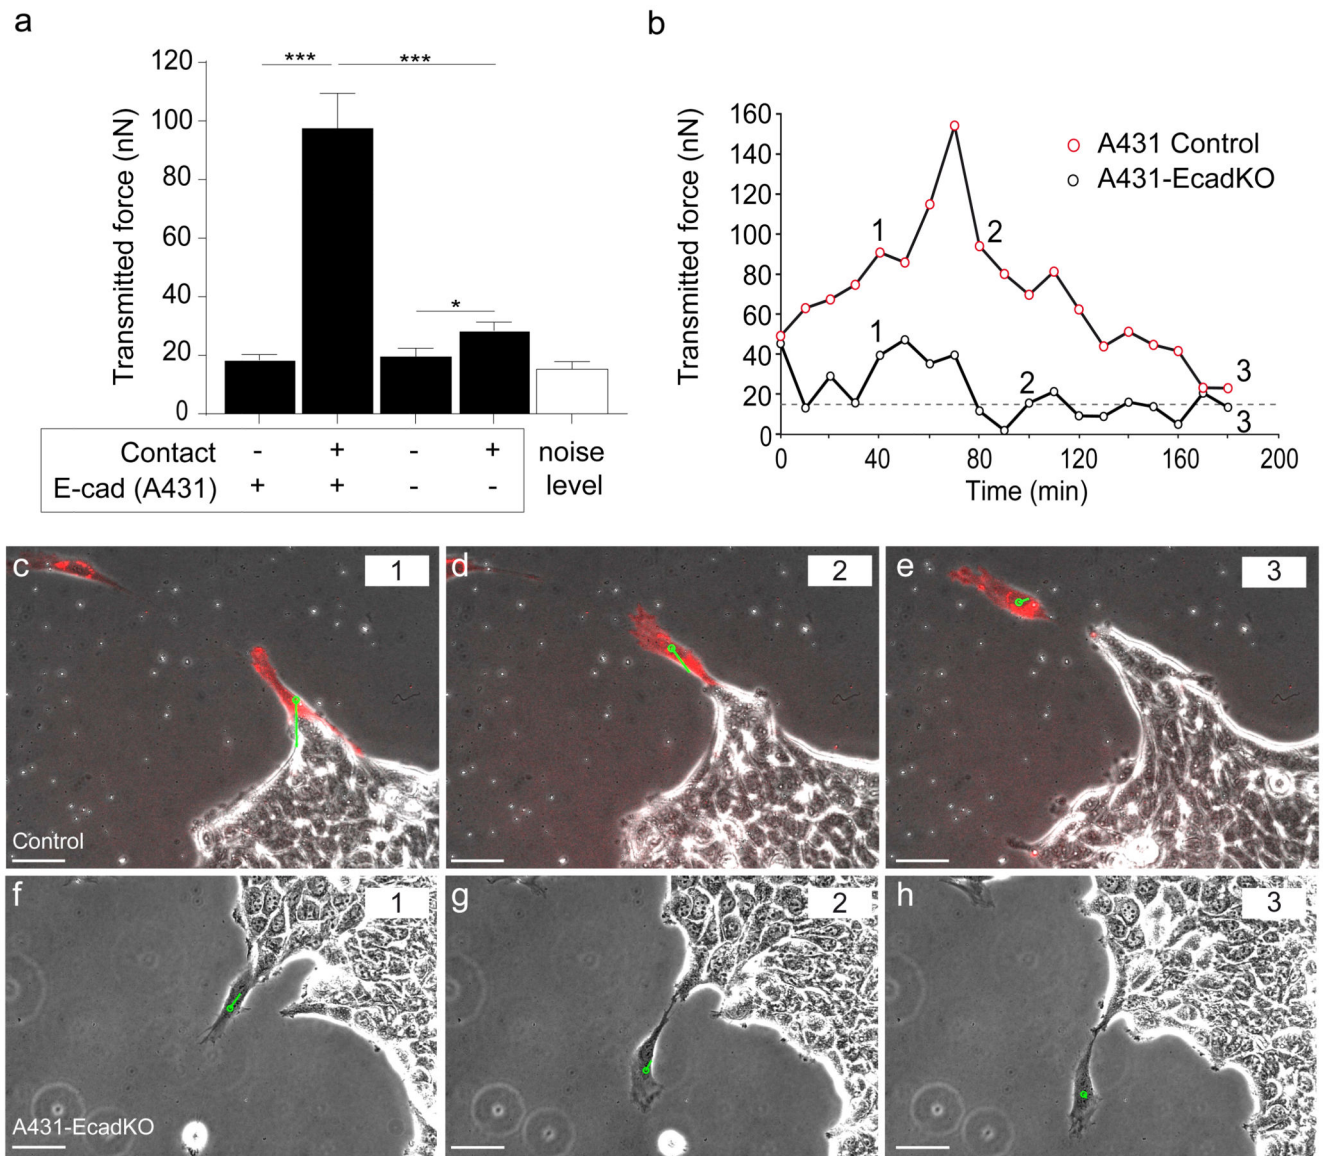 a
Transmitted force (nN)
120
100
80
60
40
20
0
*** ***
*
Contact - + - + noise
E-cad (A431) + + - - level
b
Transmitted force (nN)
160
140
120
100
80
60
40
20
0
A431 Control
A431-EcadKO
1
2
3
1
2
3
0 40 80 120 160 200
Time (min)
c 1
Control
d 2
e 3
f 1
A431-EcadKO
g 2
h 3